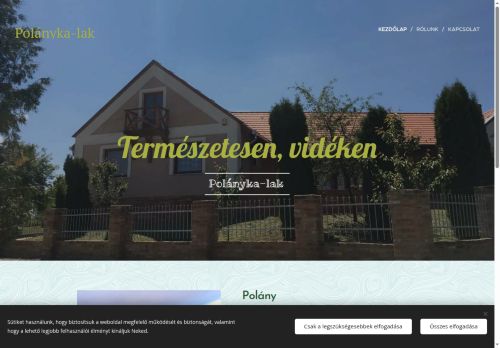 Polányka-lak
KEZDŐLAP / RÓLUNK / KAPCSOLAT
Természetesen, vidéken
Polányka-lak
Polány
Sütiket használunk, hogy biztosítsuk a weboldal megfelelő működését és biztonságát, valamint
hogy a lehető legjobb felhasználói élményt kínáljuk Neked.
Csak a legszükségesebbek elfogadása
Összes elfogadása